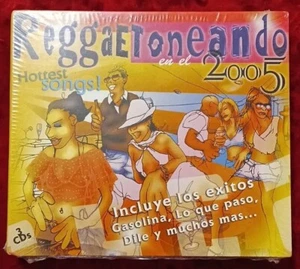 Reggaetoneando
en el
2005
Hottest
songs!
Incluye los exitos
Gasolina, Lo que paso,
Dile y muchos mas...
3
CDs